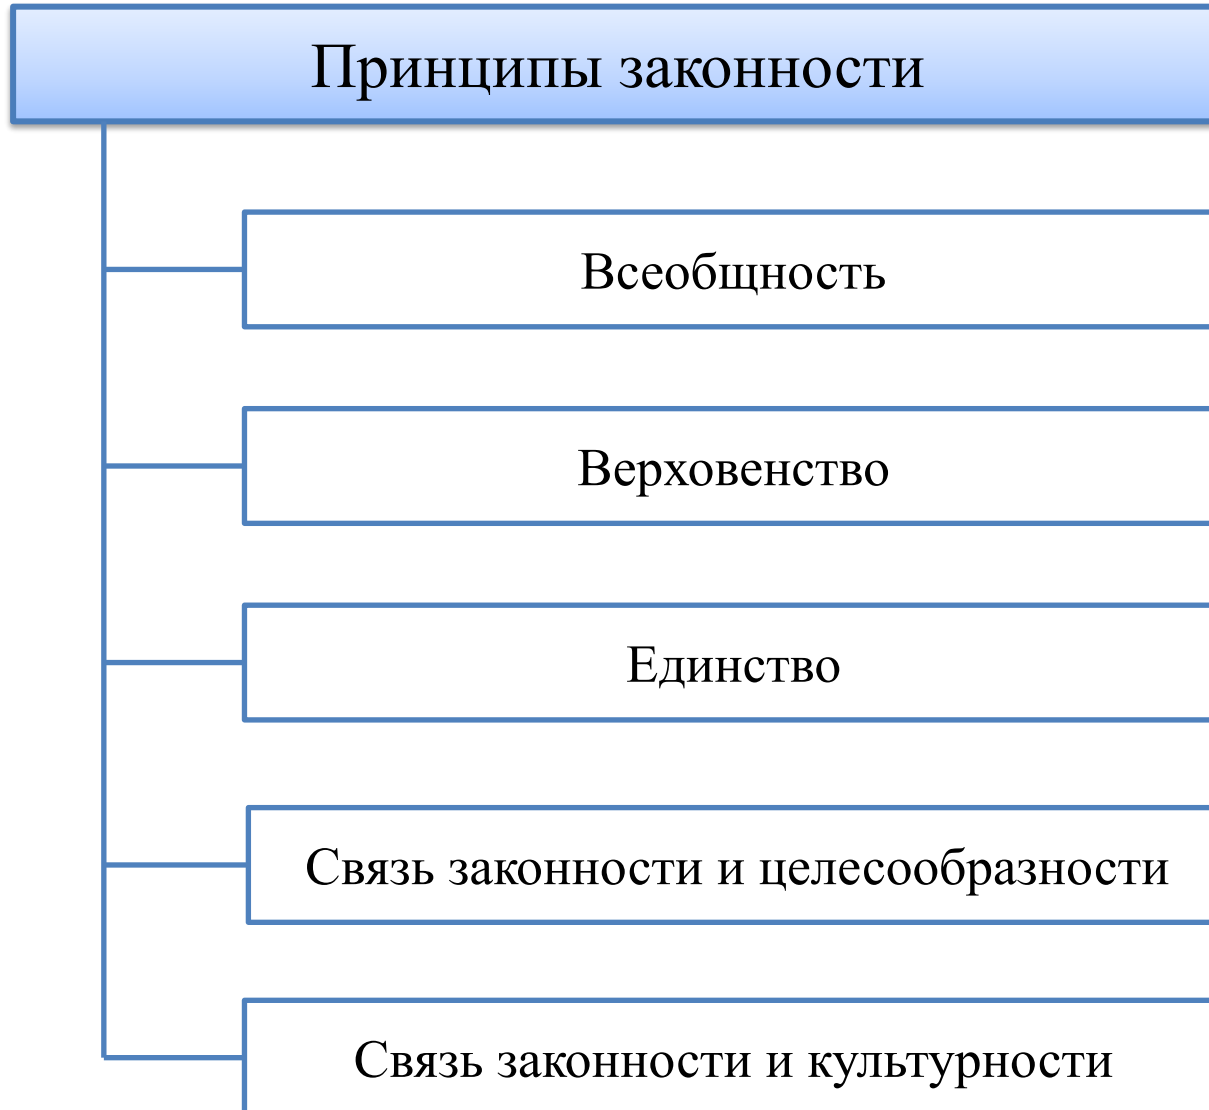 Принципы законности
Всеобщность
Верховенство
Единство
Связь законности и целесообразности
Связь законности и культурности